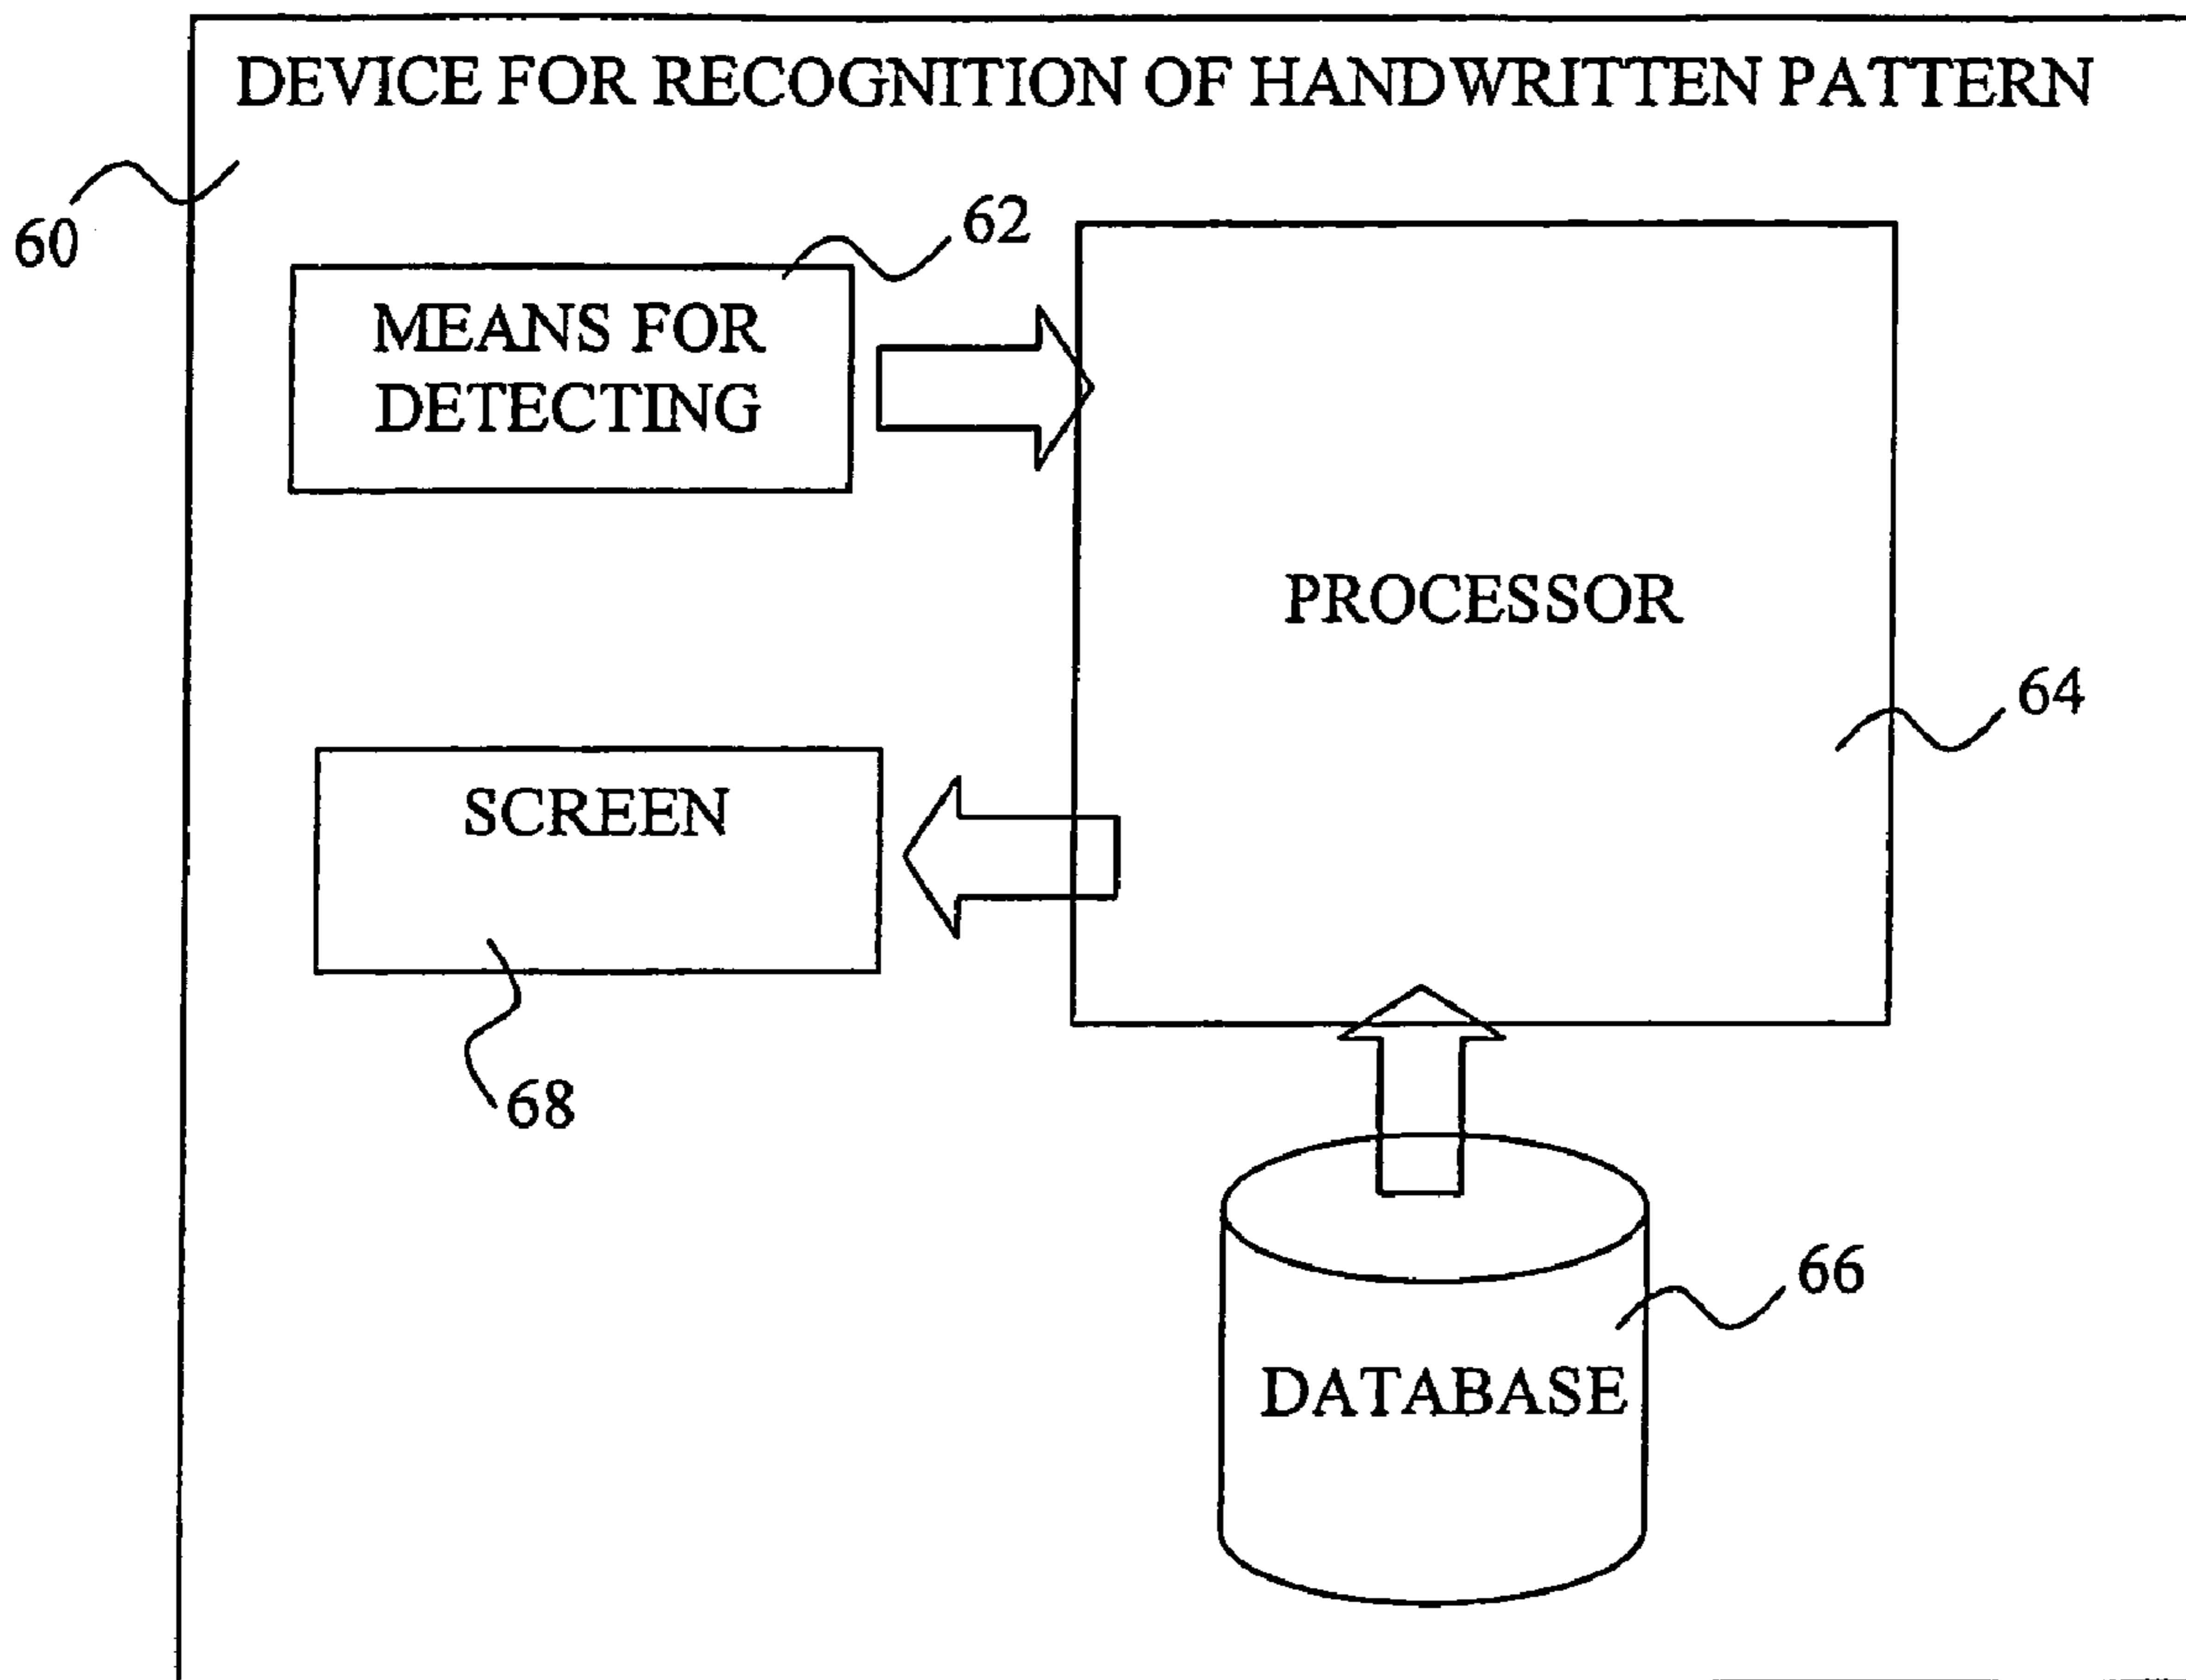 DEVICE FOR RECOGNITION OF HANDWRITTEN PATTERN
60
62
MEANS FOR
DETECTING
PROCESSOR
64
SCREEN
68
66
DATABASE